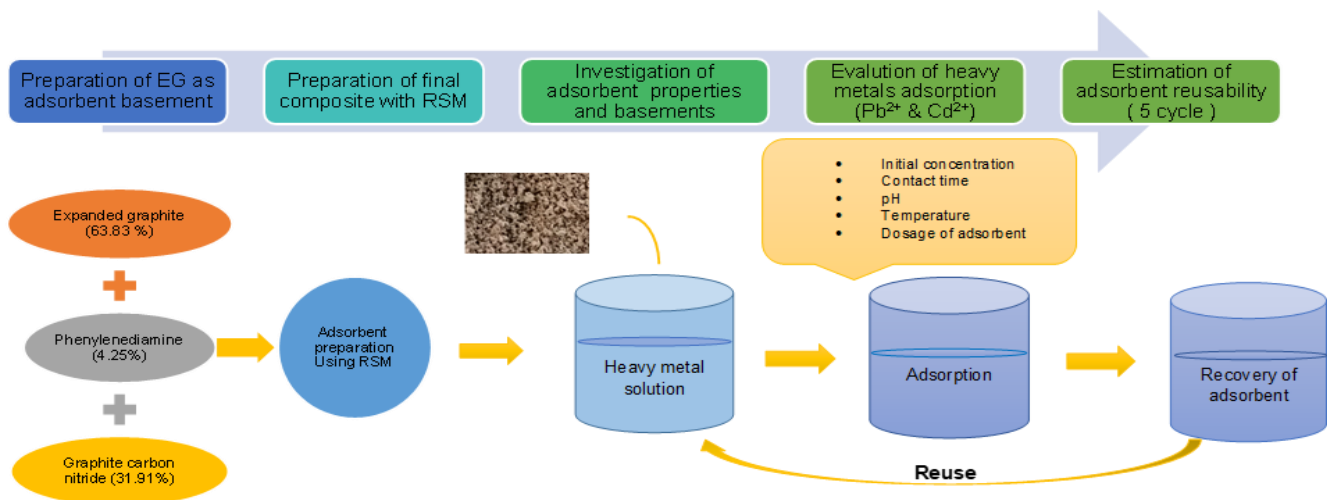 Preparation of EG as
adsorbent basement
Preparation of final
composite with RSM
Investigation of
adsorbent properties
and basements
Evalution of heavy
metals adsorption
(Pb²⁺ & Cd²⁺)
Estimation of
adsorbent reusability
( 5 cycle )
• Initial concentration
• Contact time
• pH
• Temperature
• Dosage of adsorbent
Expanded graphite
(63.83 %)
Phenylenediamine
(4.25%)
Graphite carbon
nitride (31.91%)
Adsorbent
preparation
Using RSM
Heavy metal
solution
Adsorption
Recovery of
adsorbent
Reuse